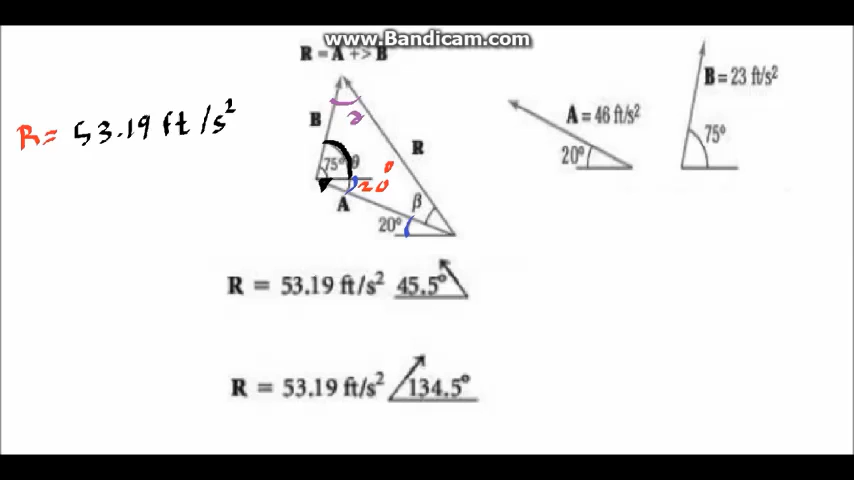 www.Bandicam.com
R = A +> B
B = 23 ft/s²
A = 46 ft/s²
R = 53.19 ft/s²
B
R
75° θ
20°
75°
20°
A
β
20°
R = 53.19 ft/s² 45.5°
R = 53.19 ft/s² 134.5°